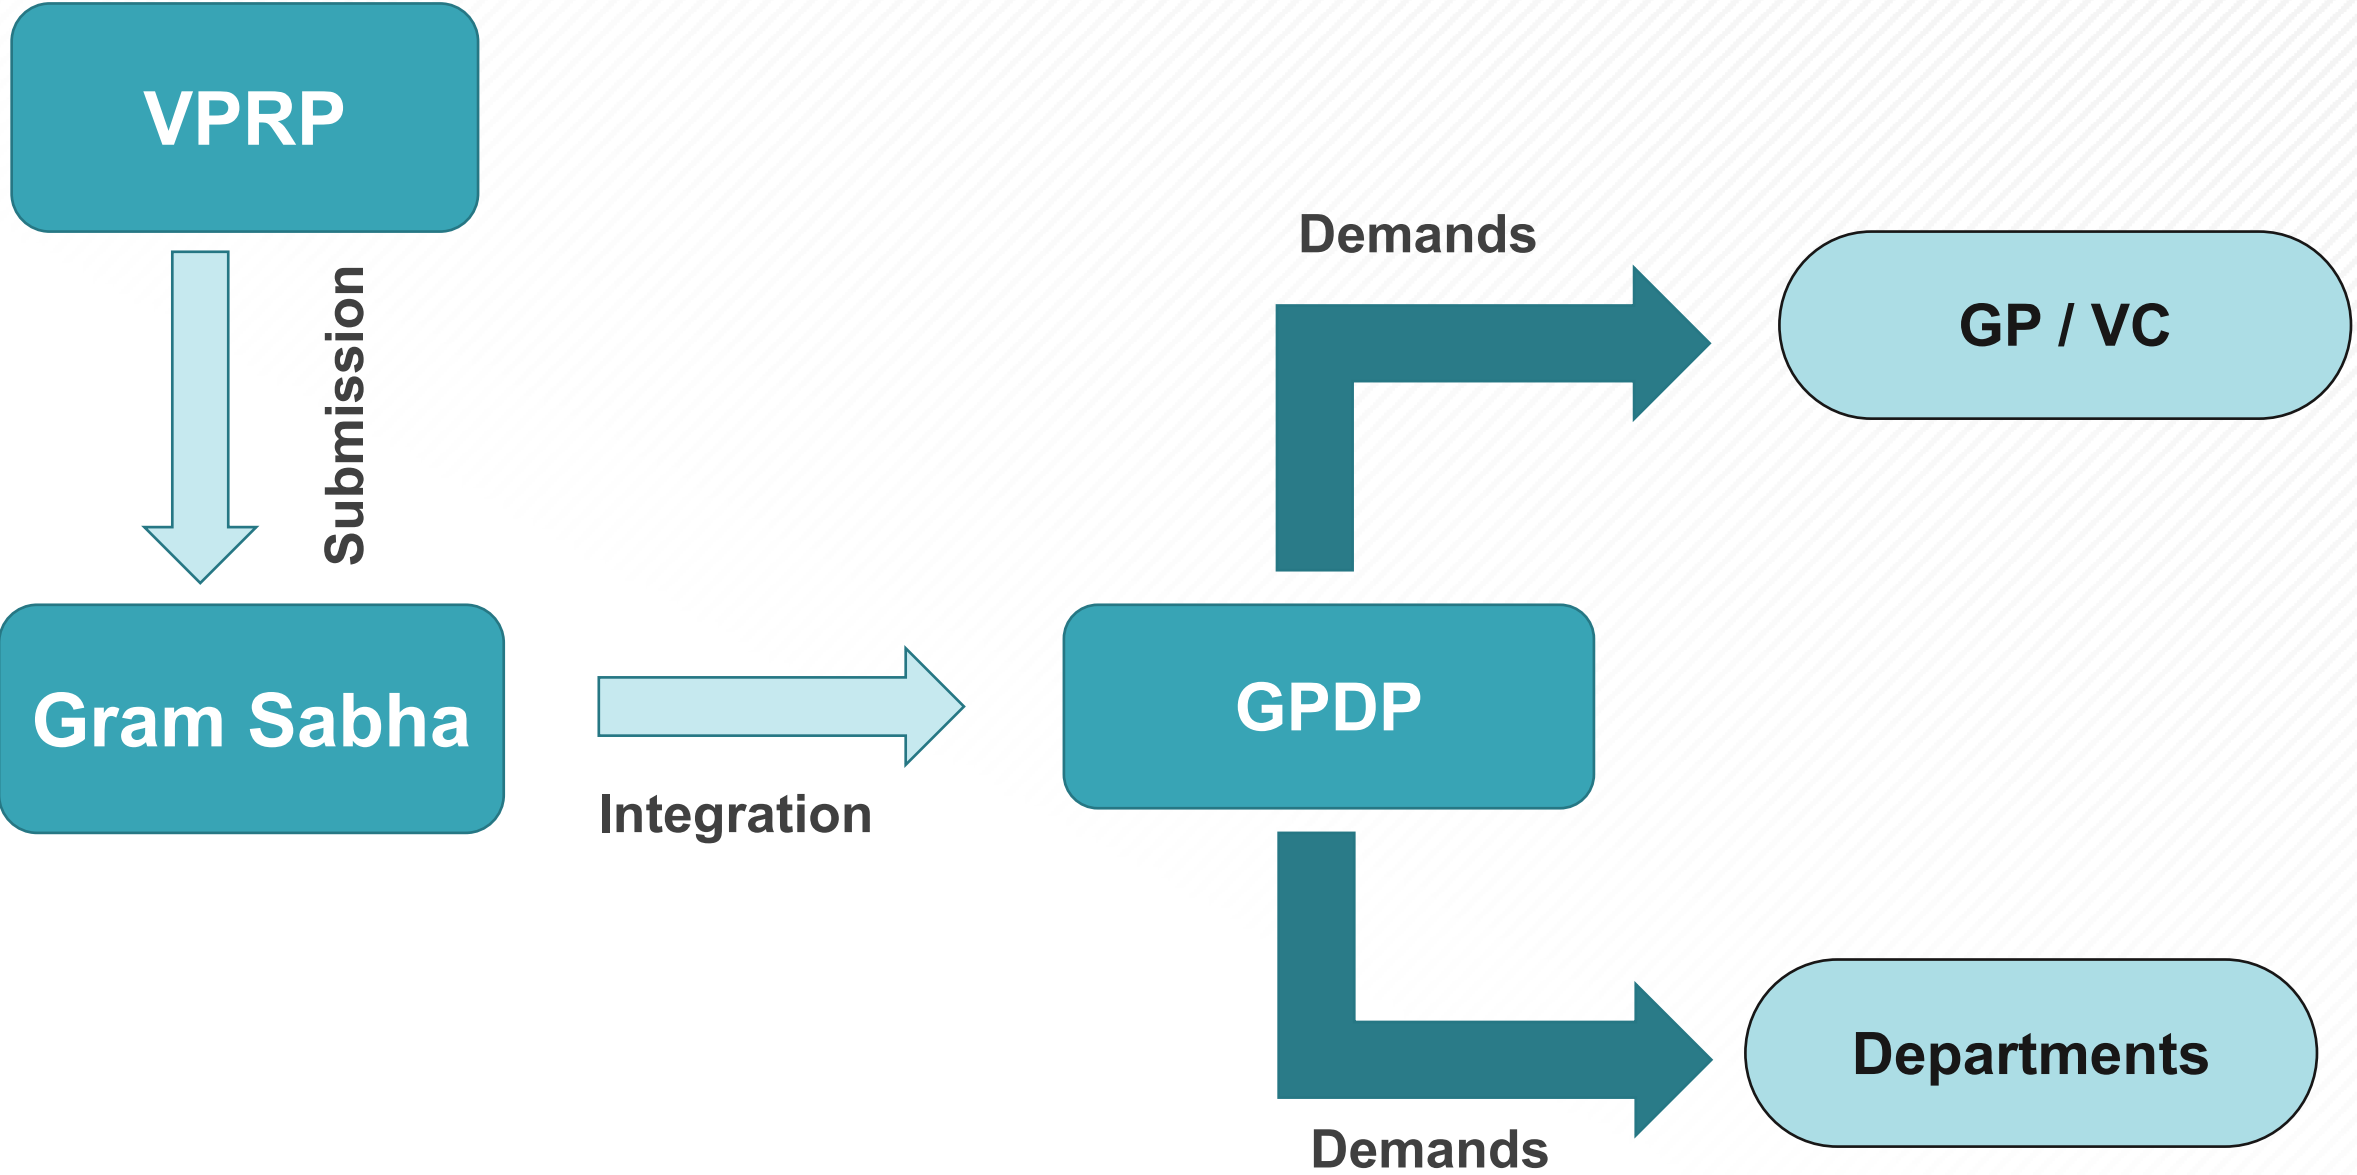 VPRP
Submission
Gram Sabha
Integration
GPDP
Demands
GP / VC
Demands
Departments